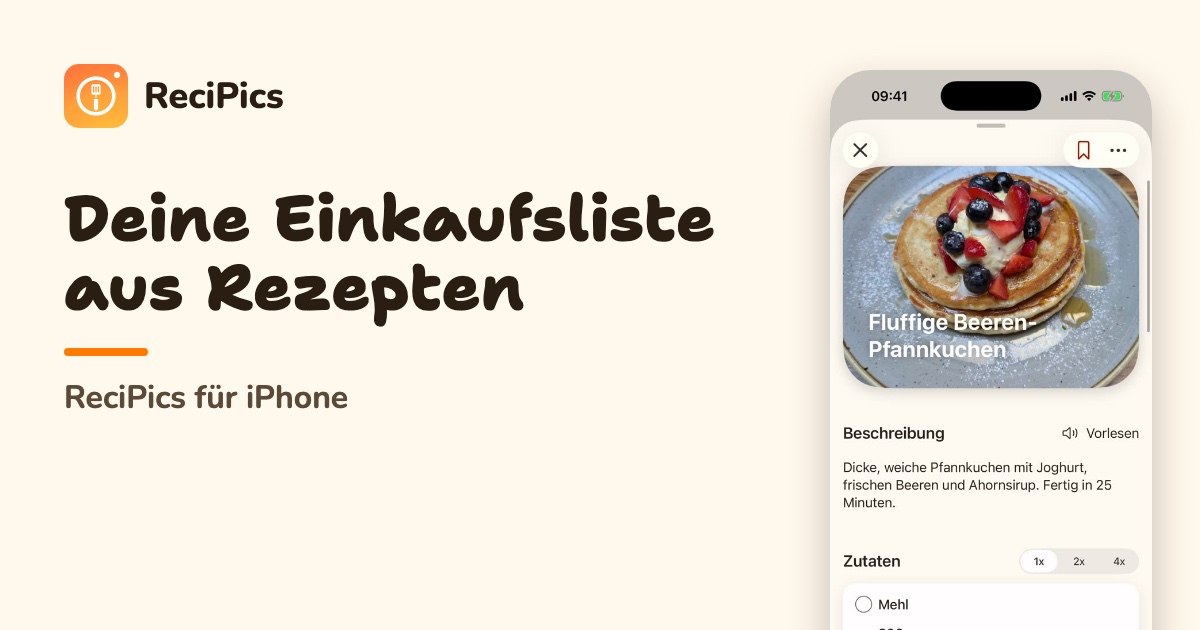 ReciPics
Deine Einkaufsliste
aus Rezepten
ReciPics für iPhone
09:41
Fluffige Beeren-
Pfannkuchen
Beschreibung
Vorlesen
Dicke, weiche Pfannkuchen mit Joghurt,
frischen Beeren und Ahornsirup. Fertig in 25
Minuten.
Zutaten
1x 2x 4x
Mehl